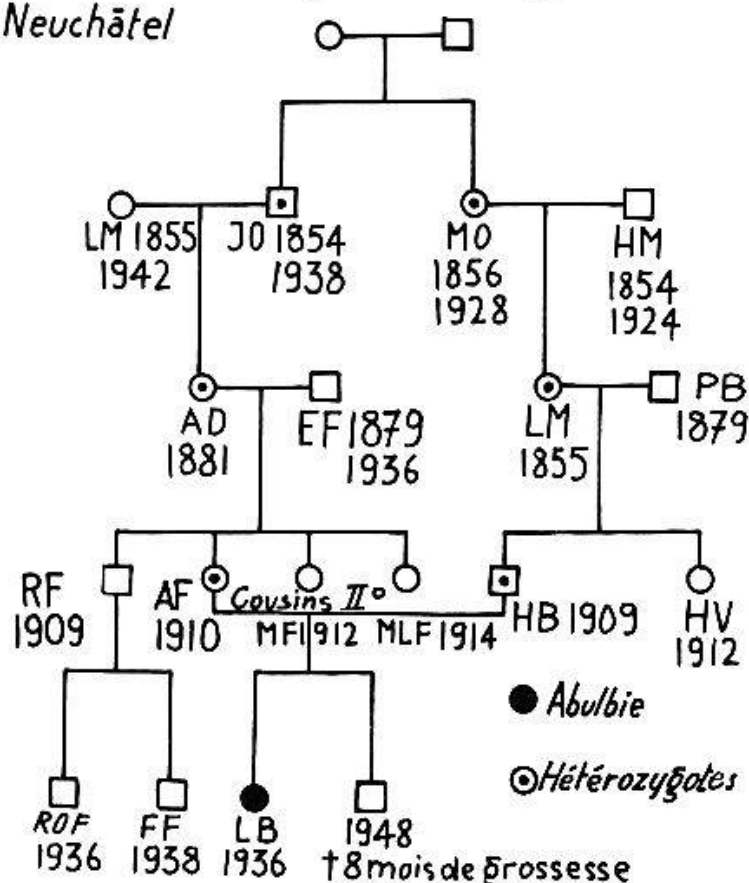 Neuchâtel
LM 1855
1942
JO 1854
1938
MO
1856
1928
HM
1854
1924
AD
1881
EF 1879
1936
LM
1855
PB
1879
RF
1909
AF
1910
Cousins II°
MF 1912
MLF 1914
HB 1909
HV
1912
Abulbie
Hétérozygotes
ROF
1936
FF
1938
LB
1936
1948
†8 mois de grossesse